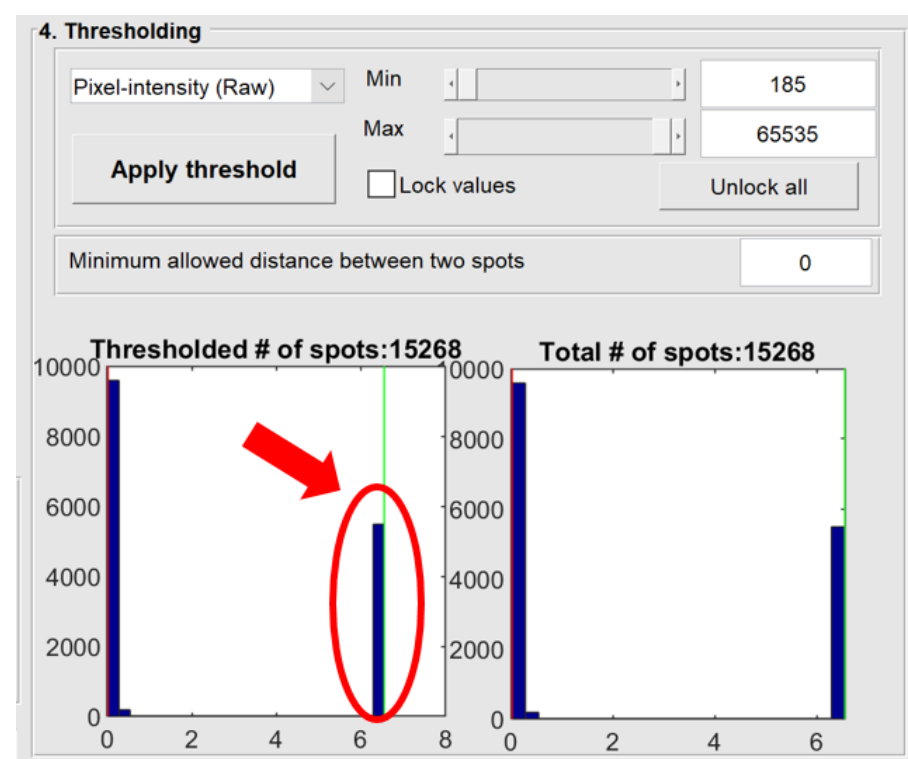 4. Thresholding
Pixel-intensity (Raw)
Min
185
Max
65535
Apply threshold
Lock values
Unlock all
Minimum allowed distance between two spots
0
Thresholded # of spots:15268
10000
8000
6000
4000
2000
0
0 2 4 6 8
Total # of spots:15268
0000
8000
6000
4000
2000
0
0 2 4 6